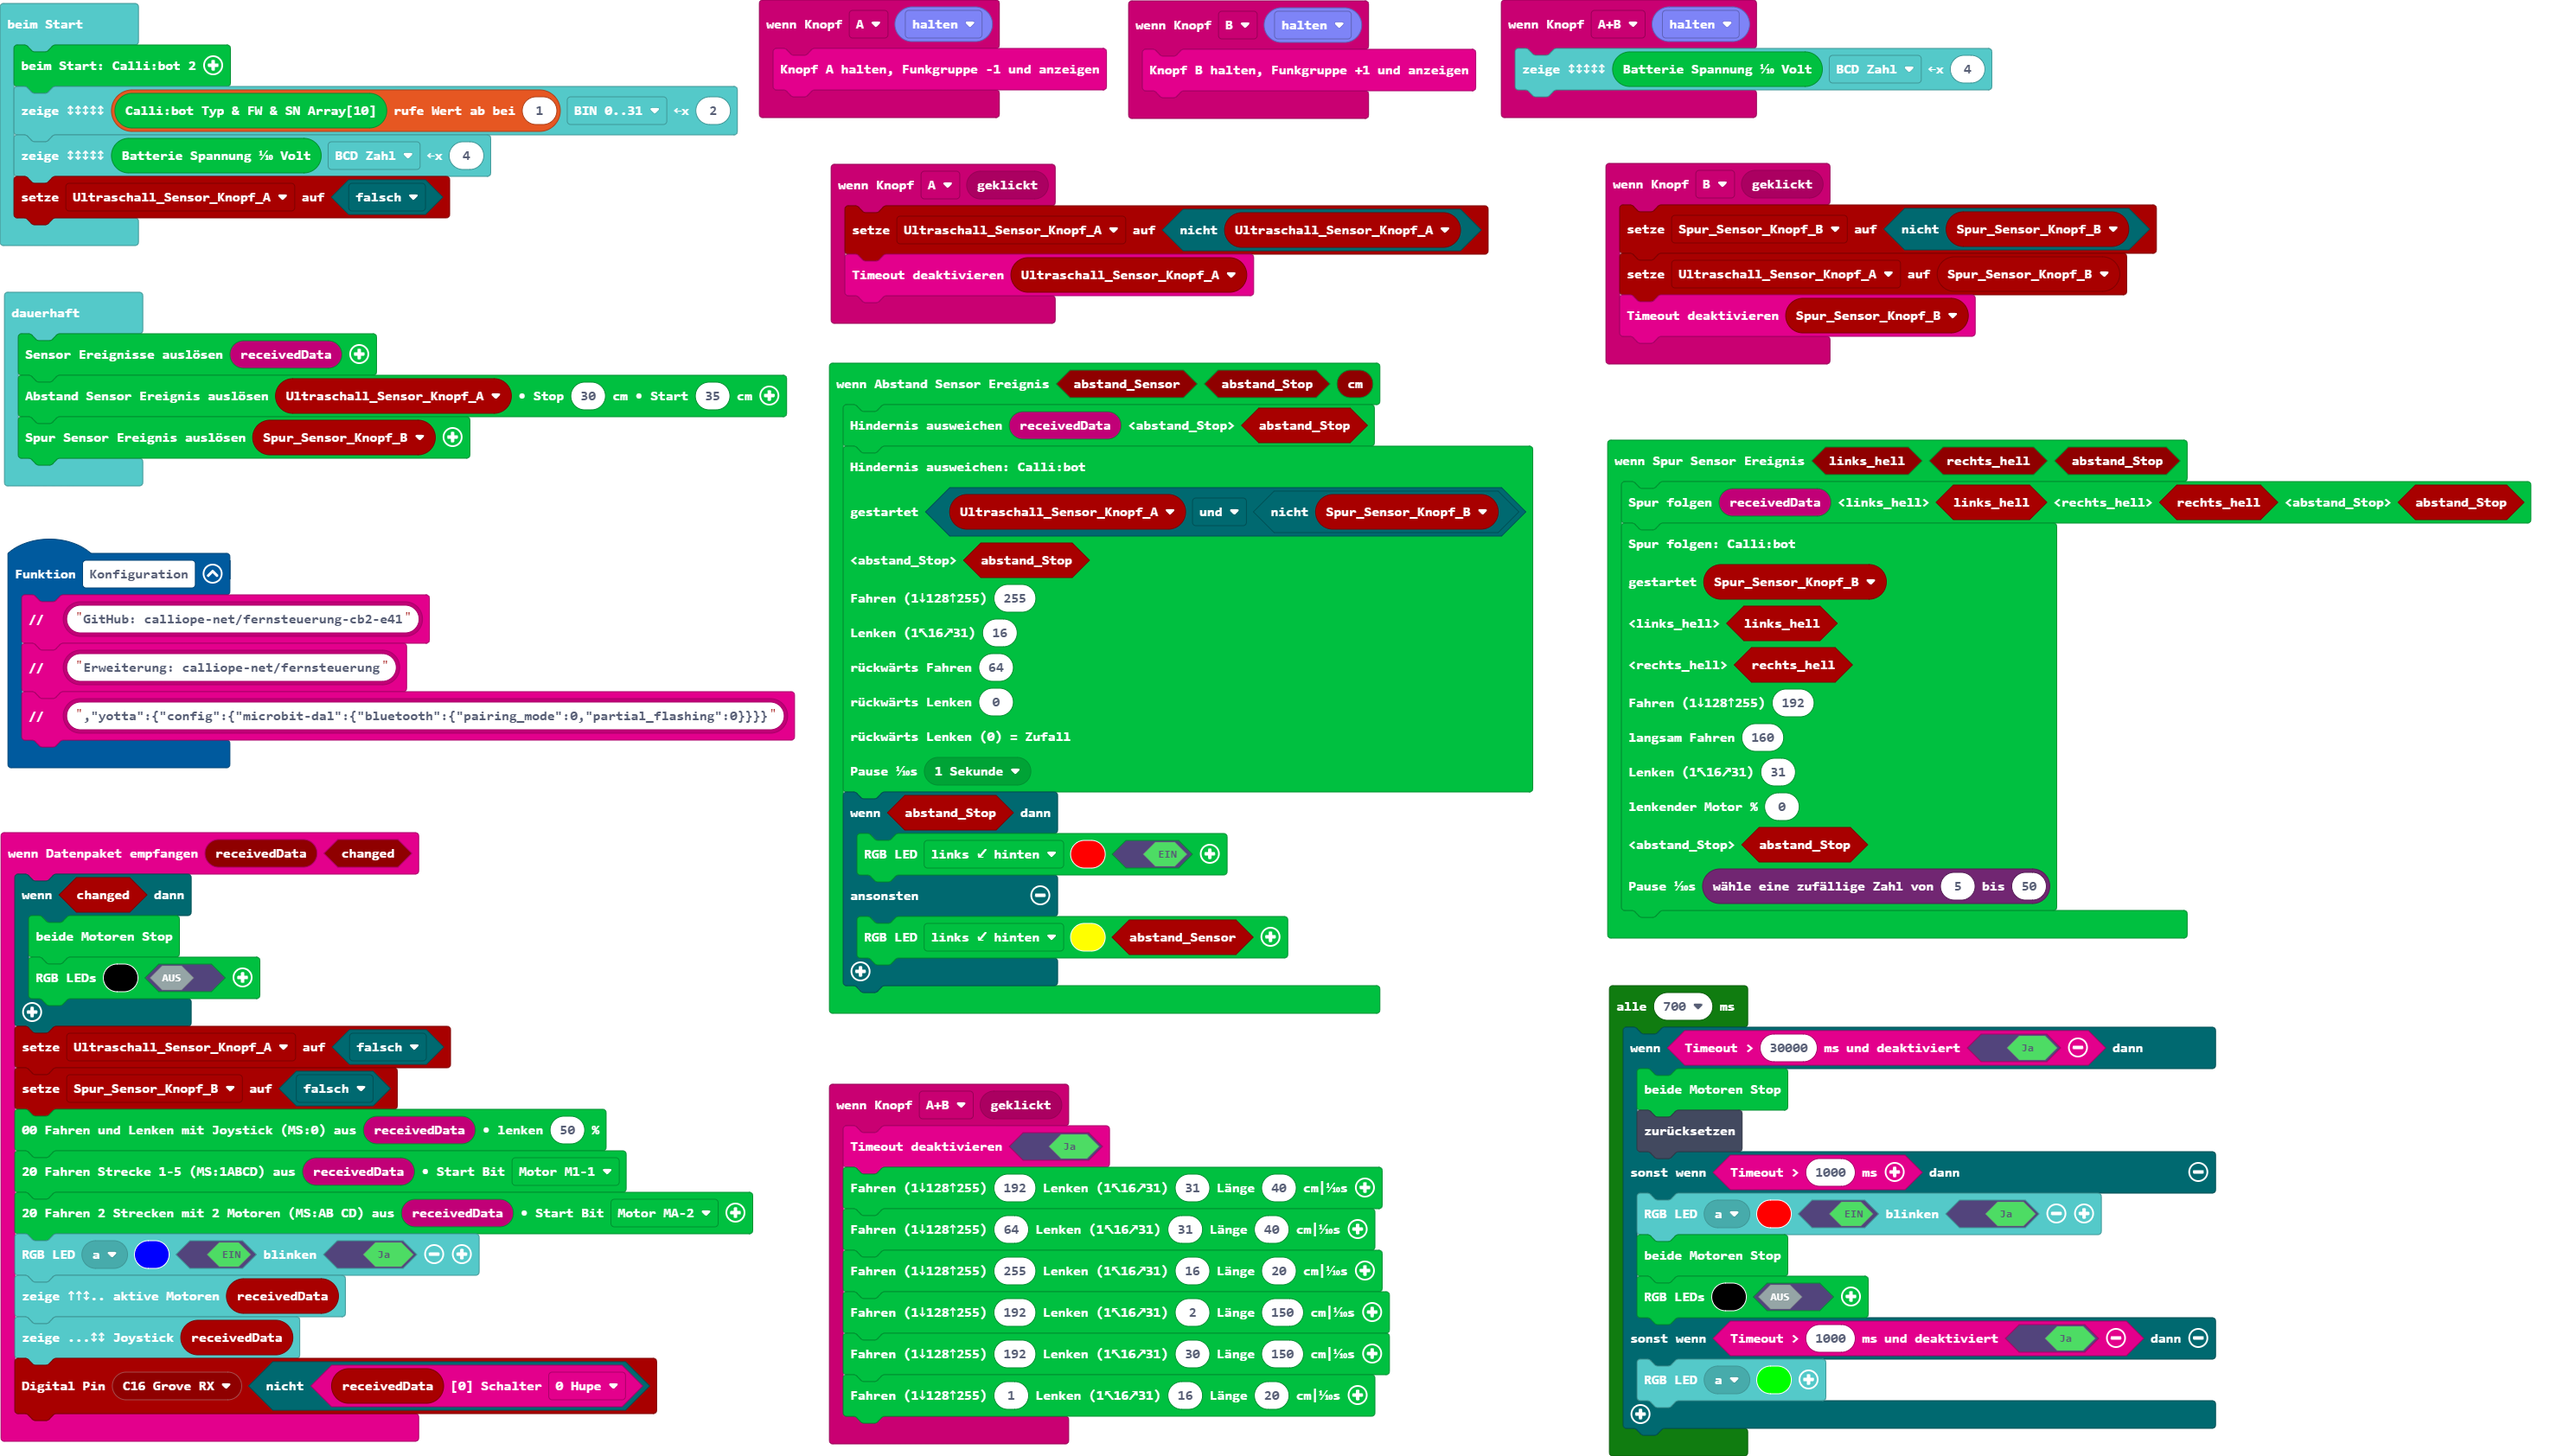 beim Start
beim Start: Calli:bot 2
zeige ↕↕↕↕↕ Calli:bot Typ & FW & SN Array[10] rufe Wert ab bei 1 BIN 0..31 ←x 2
zeige ↕↕↕↕↕ Batterie Spannung ⅒ Volt BCD Zahl ←x 4
setze Ultraschall_Sensor_Knopf_A auf falsch
dauerhaft
Sensor Ereignisse auslösen receivedData
Abstand Sensor Ereignis auslösen Ultraschall_Sensor_Knopf_A • Stop 30 cm • Start 35 cm
Spur Sensor Ereignis auslösen Spur_Sensor_Knopf_B
Funktion Konfiguration
// "GitHub: calliope-net/fernsteuerung-cb2-e41"
// "Erweiterung: calliope-net/fernsteuerung"
// ","yotta":{"config":{"microbit-dal":{"bluetooth":{"pairing_mode":0,"partial_flashing":0}}}}"
wenn Datenpaket empfangen receivedData changed
wenn changed dann
beide Motoren Stop
RGB LEDs AUS
setze Ultraschall_Sensor_Knopf_A auf falsch
setze Spur_Sensor_Knopf_B auf falsch
00 Fahren und Lenken mit Joystick (MS:0) aus receivedData • lenken 50 %
20 Fahren Strecke 1-5 (MS:1ABCD) aus receivedData • Start Bit Motor M1-1
20 Fahren 2 Strecken mit 2 Motoren (MS:AB CD) aus receivedData • Start Bit Motor MA-2
RGB LED a EIN blinken Ja
zeige ↑↑↕.. aktive Motoren receivedData
zeige ...↕↕ Joystick receivedData
Digital Pin C16 Grove RX nicht receivedData [0] Schalter 0 Hupe
wenn Knopf A halten
Knopf A halten, Funkgruppe -1 und anzeigen
wenn Knopf B halten
Knopf B halten, Funkgruppe +1 und anzeigen
wenn Knopf A+B halten
zeige ↕↕↕↕↕ Batterie Spannung ⅒ Volt BCD Zahl ←x 4
wenn Knopf A geklickt
setze Ultraschall_Sensor_Knopf_A auf nicht Ultraschall_Sensor_Knopf_A
Timeout deaktivieren Ultraschall_Sensor_Knopf_A
wenn Knopf B geklickt
setze Spur_Sensor_Knopf_B auf nicht Spur_Sensor_Knopf_B
setze Ultraschall_Sensor_Knopf_A auf Spur_Sensor_Knopf_B
Timeout deaktivieren Spur_Sensor_Knopf_B
wenn Abstand Sensor Ereignis abstand_Sensor abstand_Stop cm
Hindernis ausweichen receivedData <abstand_Stop> abstand_Stop
Hindernis ausweichen: Calli:bot
gestartet Ultraschall_Sensor_Knopf_A und nicht Spur_Sensor_Knopf_B
<abstand_Stop> abstand_Stop
Fahren (1↓128↑255) 255
Lenken (1↖16↗31) 16
rückwärts Fahren 64
rückwärts Lenken 0
rückwärts Lenken (0) = Zufall
Pause ⅒s 1 Sekunde
wenn abstand_Stop dann
RGB LED links ↙ hinten EIN
ansonsten
RGB LED links ↙ hinten abstand_Sensor
wenn Knopf A+B geklickt
Timeout deaktivieren Ja
Fahren (1↓128↑255) 192 Lenken (1↖16↗31) 31 Länge 40 cm|⅒s
Fahren (1↓128↑255) 64 Lenken (1↖16↗31) 31 Länge 40 cm|⅒s
Fahren (1↓128↑255) 255 Lenken (1↖16↗31) 16 Länge 20 cm|⅒s
Fahren (1↓128↑255) 192 Lenken (1↖16↗31) 2 Länge 150 cm|⅒s
Fahren (1↓128↑255) 192 Lenken (1↖16↗31) 30 Länge 150 cm|⅒s
Fahren (1↓128↑255) 1 Lenken (1↖16↗31) 16 Länge 20 cm|⅒s
wenn Spur Sensor Ereignis links_hell rechts_hell abstand_Stop
Spur folgen receivedData <links_hell> links_hell <rechts_hell> rechts_hell <abstand_Stop> abstand_Stop
Spur folgen: Calli:bot
gestartet Spur_Sensor_Knopf_B
<links_hell> links_hell
<rechts_hell> rechts_hell
Fahren (1↓128↑255) 192
langsam Fahren 160
Lenken (1↖16↗31) 31
lenkender Motor % 0
<abstand_Stop> abstand_Stop
Pause ⅒s wähle eine zufällige Zahl von 5 bis 50
alle 700 ms
wenn Timeout > 30000 ms und deaktiviert Ja dann
beide Motoren Stop
zurücksetzen
sonst wenn Timeout > 1000 ms dann
RGB LED a EIN blinken Ja
beide Motoren Stop
RGB LEDs AUS
sonst wenn Timeout > 1000 ms und deaktiviert Ja dann
RGB LED a